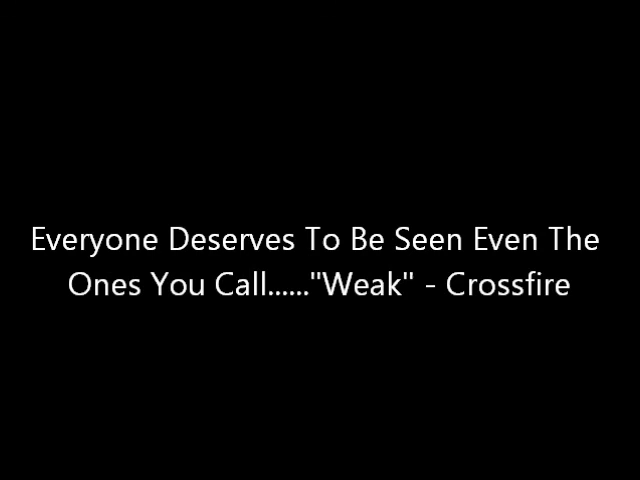 Everyone Deserves To Be Seen Even The
Ones You Call......"Weak" - Crossfire